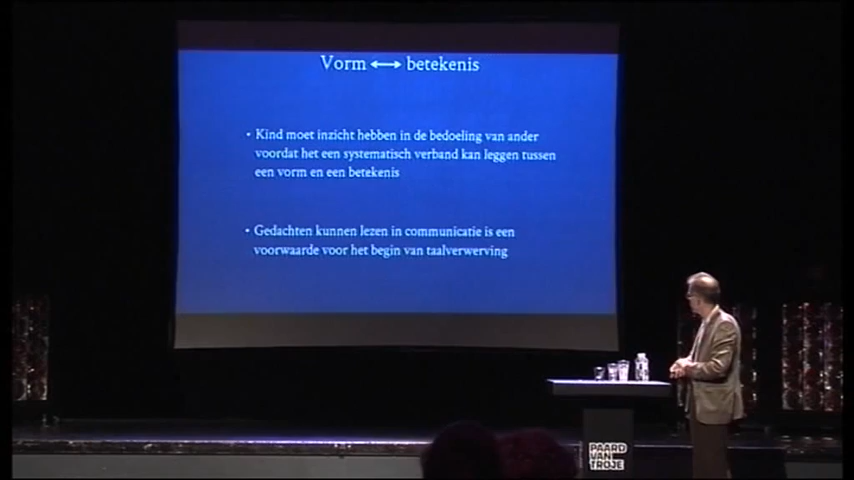 Vorm ↔ betekenis
• Kind moet inzicht hebben in de bedoeling van ander
voordat het een systematisch verband kan leggen tussen
een vorm en een betekenis
• Gedachten kunnen lezen in communicatie is een
voorwaarde voor het begin van taalverwerving
PAARD
VAN
TROJE